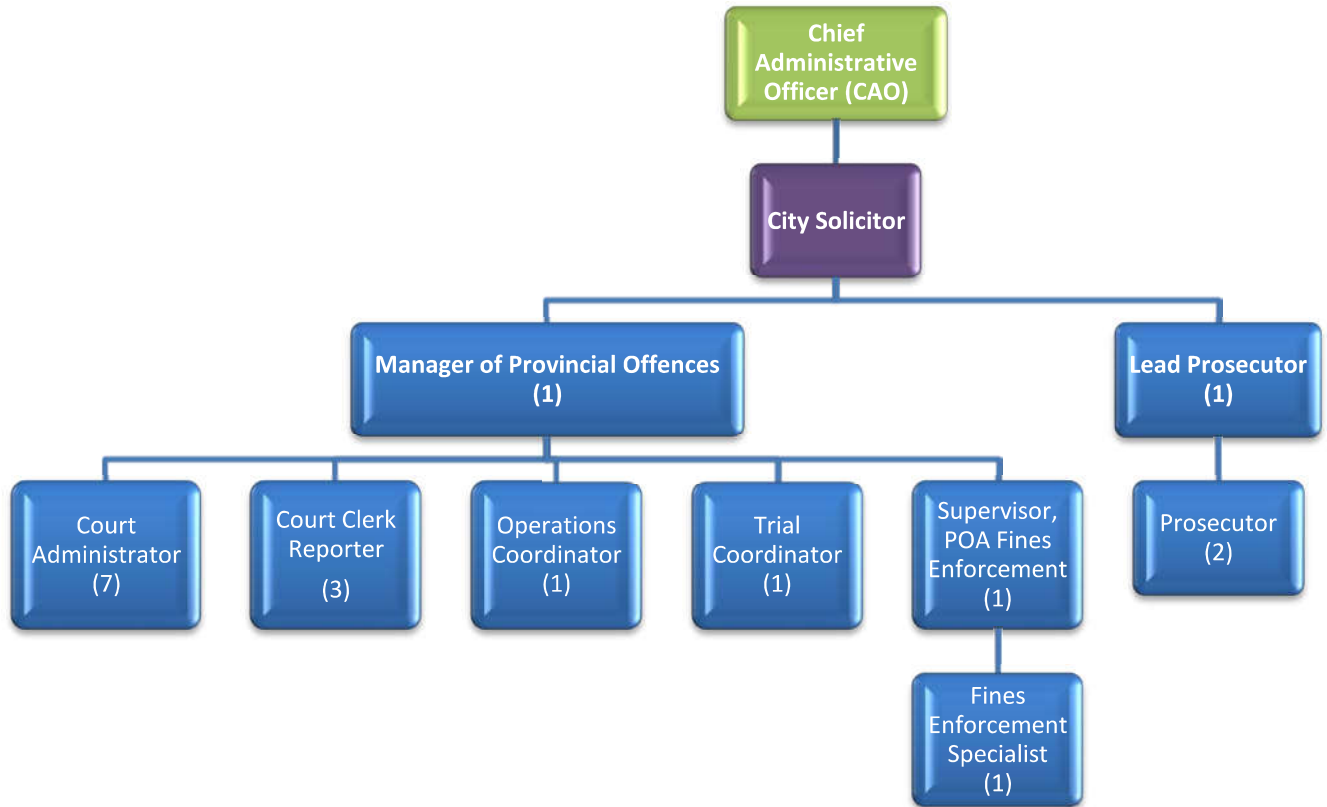 Chief
Administrative
Officer (CAO)
City Solicitor
Manager of Provincial Offences
(1)
Lead Prosecutor
(1)
Court
Administrator
(7)
Court Clerk
Reporter
(3)
Operations
Coordinator
(1)
Trial
Coordinator
(1)
Supervisor,
POA Fines
Enforcement
(1)
Prosecutor
(2)
Fines
Enforcement
Specialist
(1)